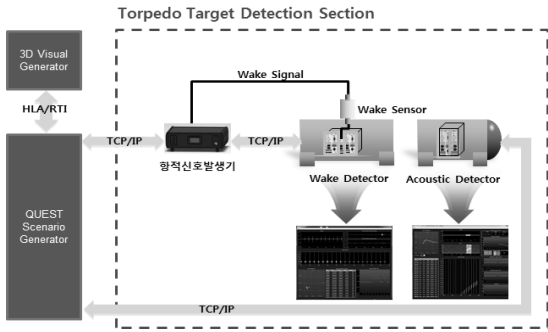 Torpedo Target Detection Section
3D Visual
Generator
HLA/RTI
Wake Signal
Wake Sensor
TCP/IP
TCP/IP
항적신호발생기
Wake Detector
Acoustic Detector
QUEST
Scenario
Generator
TCP/IP